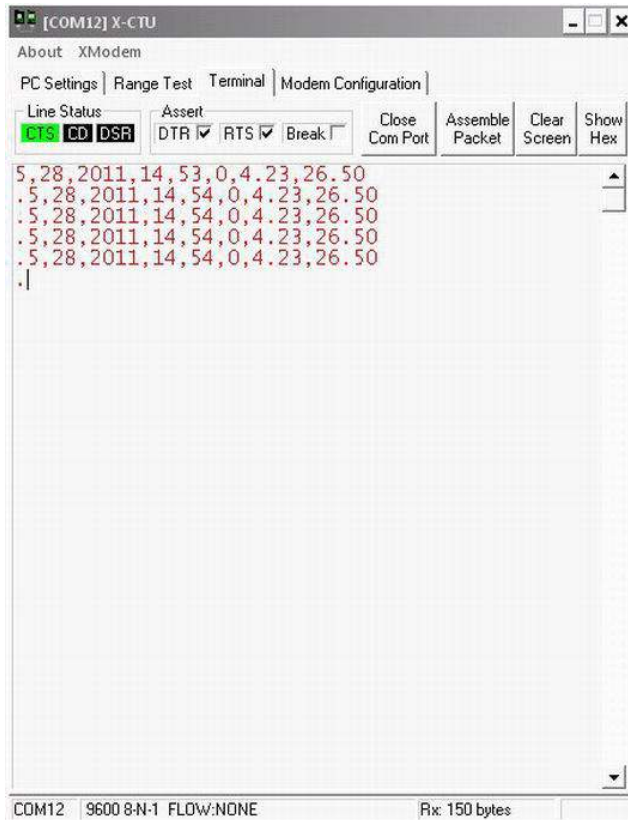 [COM12] X-CTU
About XModem
PC Settings Range Test Terminal Modem Configuration
Line Status
CTS CD DSR
Assert
DTR RTS Break
Close Com Port
Assemble Packet
Clear Screen
Show Hex
5,28,2011,14,53,0,4.23,26.50
.5,28,2011,14,54,0,4.23,26.50
.5,28,2011,14,54,0,4.23,26.50
.5,28,2011,14,54,0,4.23,26.50
.5,28,2011,14,54,0,4.23,26.50
.
COM12 9600 8-N-1 FLOW:NONE Rx: 150 bytes